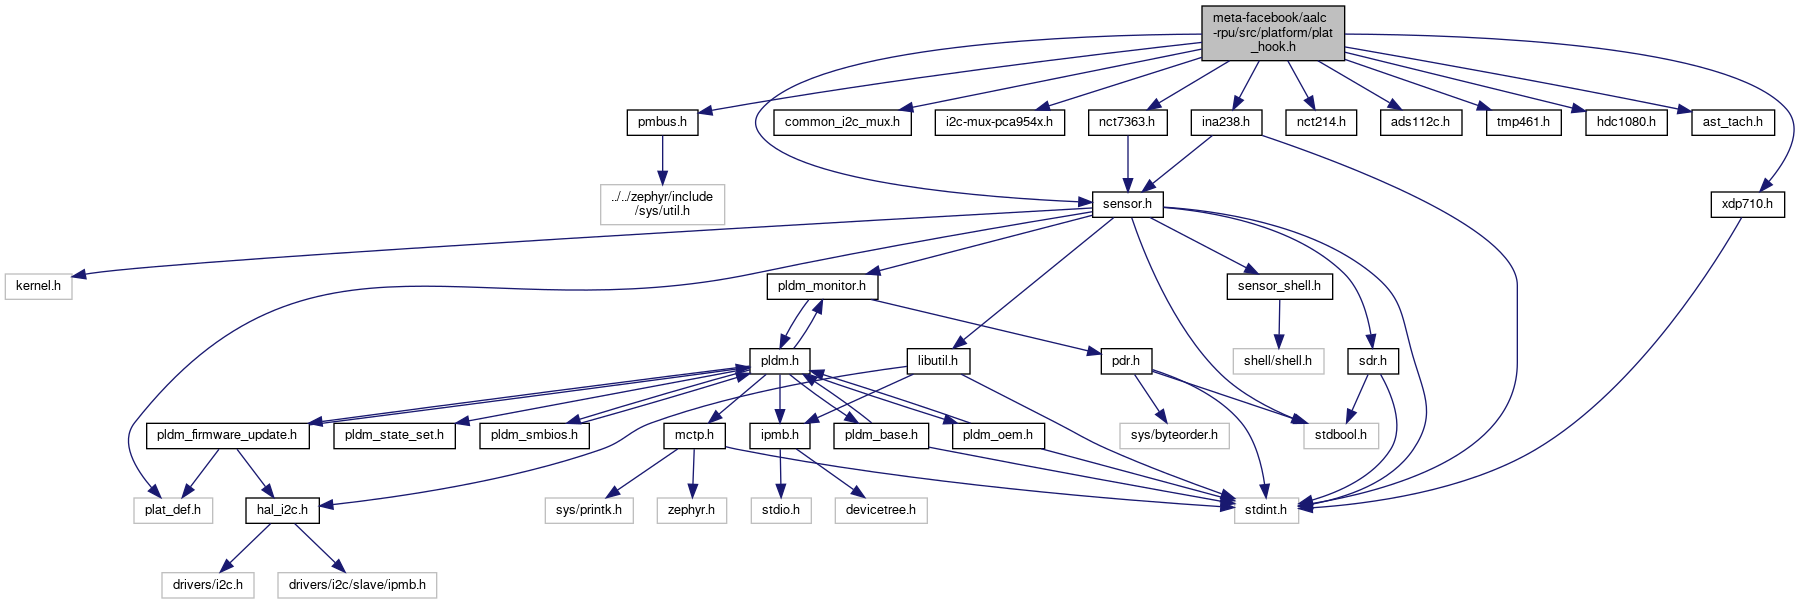 meta-facebook/aalc
-rpu/src/platform/plat
_hook.h
pmbus.h
common_i2c_mux.h
i2c-mux-pca954x.h
nct7363.h
ina238.h
nct214.h
ads112c.h
tmp461.h
hdc1080.h
ast_tach.h
../../zephyr/include
/sys/util.h
sensor.h
xdp710.h
kernel.h
pldm_monitor.h
sensor_shell.h
pldm.h
libutil.h
pdr.h
shell/shell.h
sdr.h
pldm_firmware_update.h
pldm_state_set.h
pldm_smbios.h
mctp.h
ipmb.h
pldm_base.h
pldm_oem.h
sys/byteorder.h
stdbool.h
plat_def.h
hal_i2c.h
sys/printk.h
zephyr.h
stdio.h
devicetree.h
stdint.h
drivers/i2c.h
drivers/i2c/slave/ipmb.h